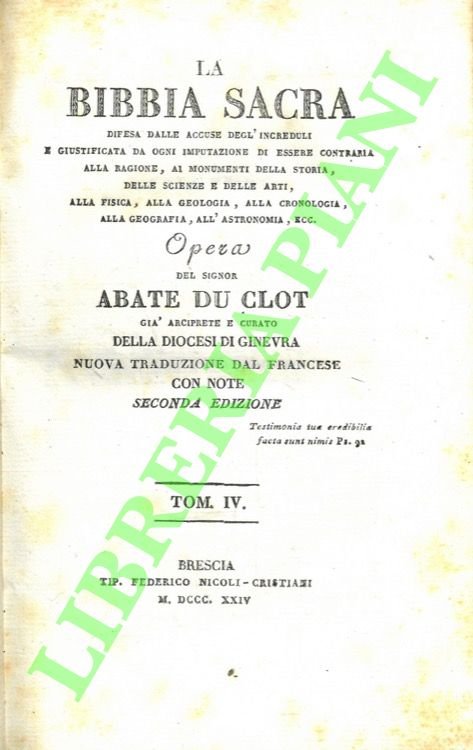 LA
BIBBIA SACRA
DIFESA DALLE ACCUSE DEGL'INCREDULI
E GIUSTIFICATA DA OGNI IMPUTAZIONE DI ESSERE CONTRARIA
ALLA RAGIONE, AI MONUMENTI DELLA STORIA,
DELLE SCIENZE E DELLE ARTI,
ALLA FISICA, ALLA GEOLOGIA, ALLA CRONOLOGIA,
ALLA GEOGRAFIA, ALL'ASTRONOMIA, ECC.
Opera
DEL SIGNOR
ABATE DU CLOT
GIA' ARCIPRETE E CURATO
DELLA DIOCESI DI GINEVRA
NUOVA TRADUZIONE DAL FRANCESE
CON NOTE
SECONDA EDIZIONE
Testimonia tua credibilia
facta sunt nimis Ps. 92
TOM. IV.
BRESCIA
TIP. FEDERICO NICOLI-CRISTIANI
M. DCCC. XXIV
LIBRERIA PIANI